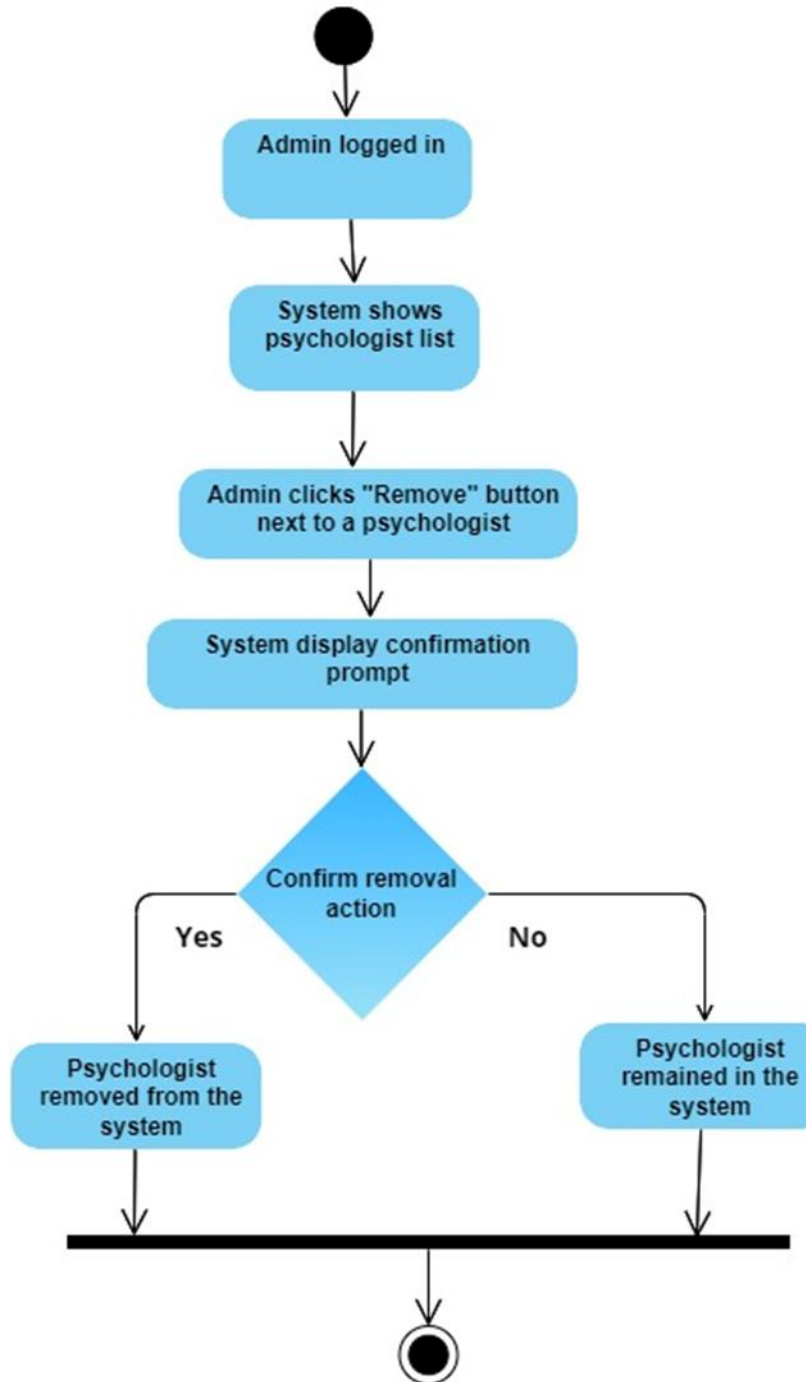 Admin logged in
System shows
psychologist list
Admin clicks "Remove" button
next to a psychologist
System display confirmation
prompt
Confirm removal
action
Yes
No
Psychologist
removed from the
system
Psychologist
remained in the
system